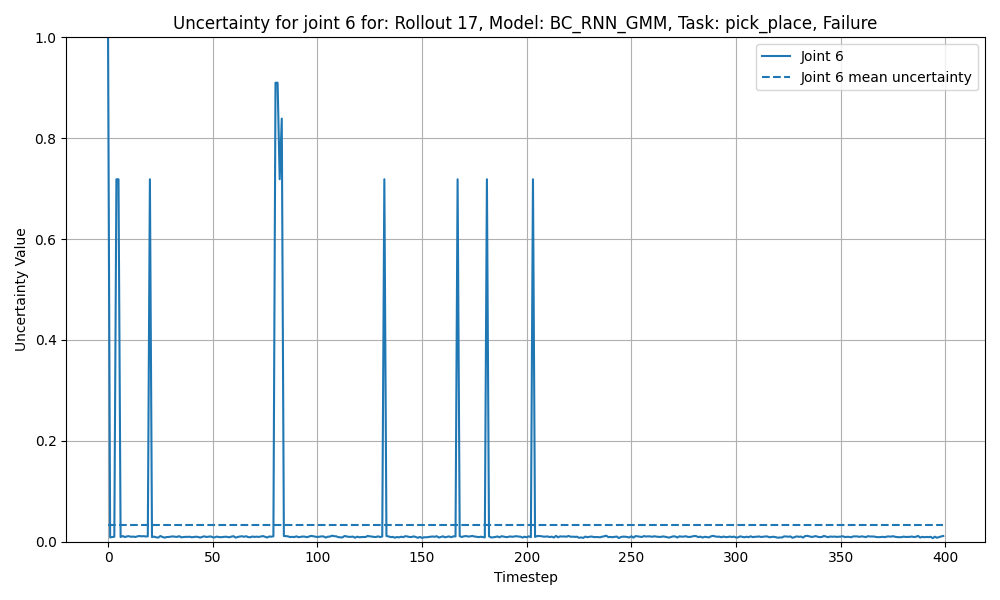 Uncertainty for joint 6 for: Rollout 17, Model: BC_RNN_GMM, Task: pick_place, Failure
Joint 6
Joint 6 mean uncertainty
Uncertainty Value
1.0
0.8
0.6
0.4
0.2
0.0
0 50 100 150 200 250 300 350 400
Timestep